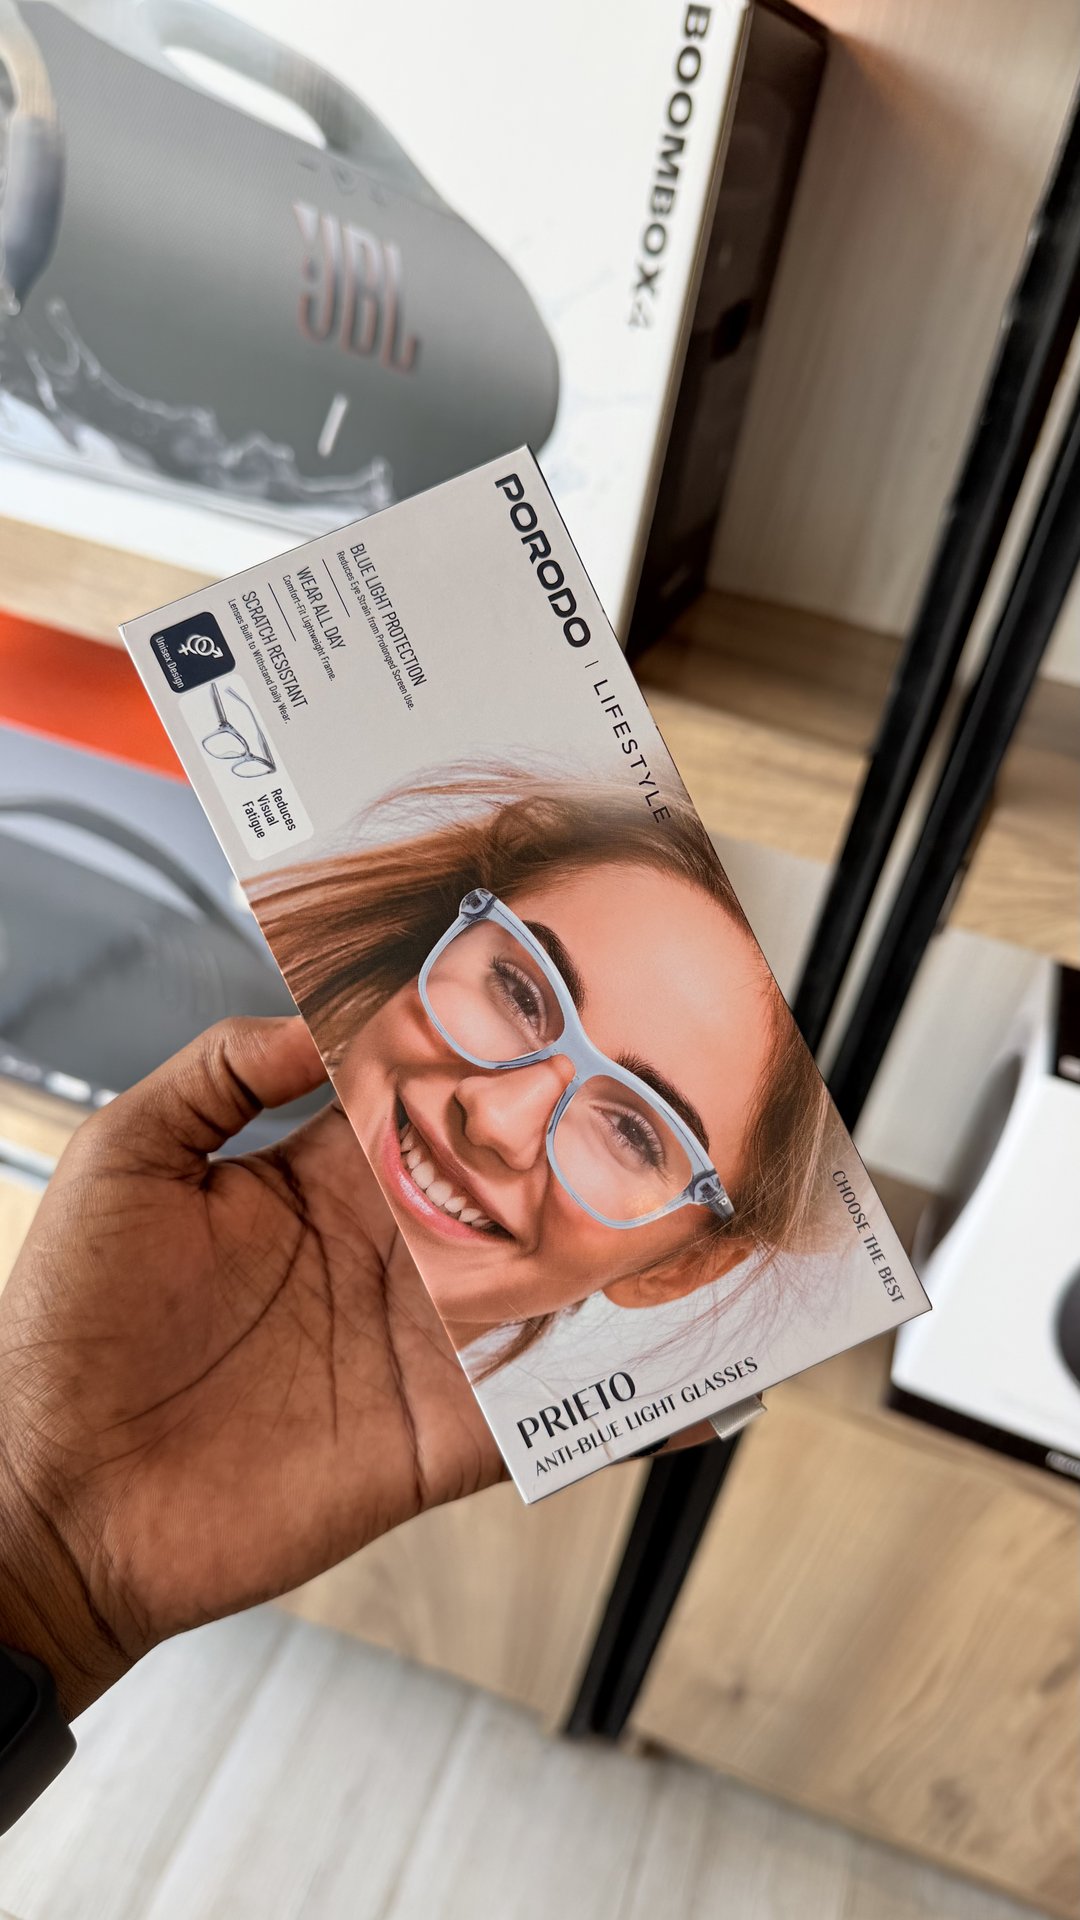 BOOMBOX4
JBL
PORODO | LIFESTYLE
BLUE LIGHT PROTECTION
Reduces Eye Strain from Prolonged Screen Use.
WEAR ALL DAY
Comfort-Fit Lightweight Frame.
SCRATCH RESISTANT
Lenses Built to Withstand Daily Wear.
Unisex Design
Reduces
Visual
Fatigue
CHOOSE THE BEST
PRIETO
ANTI-BLUE LIGHT GLASSES